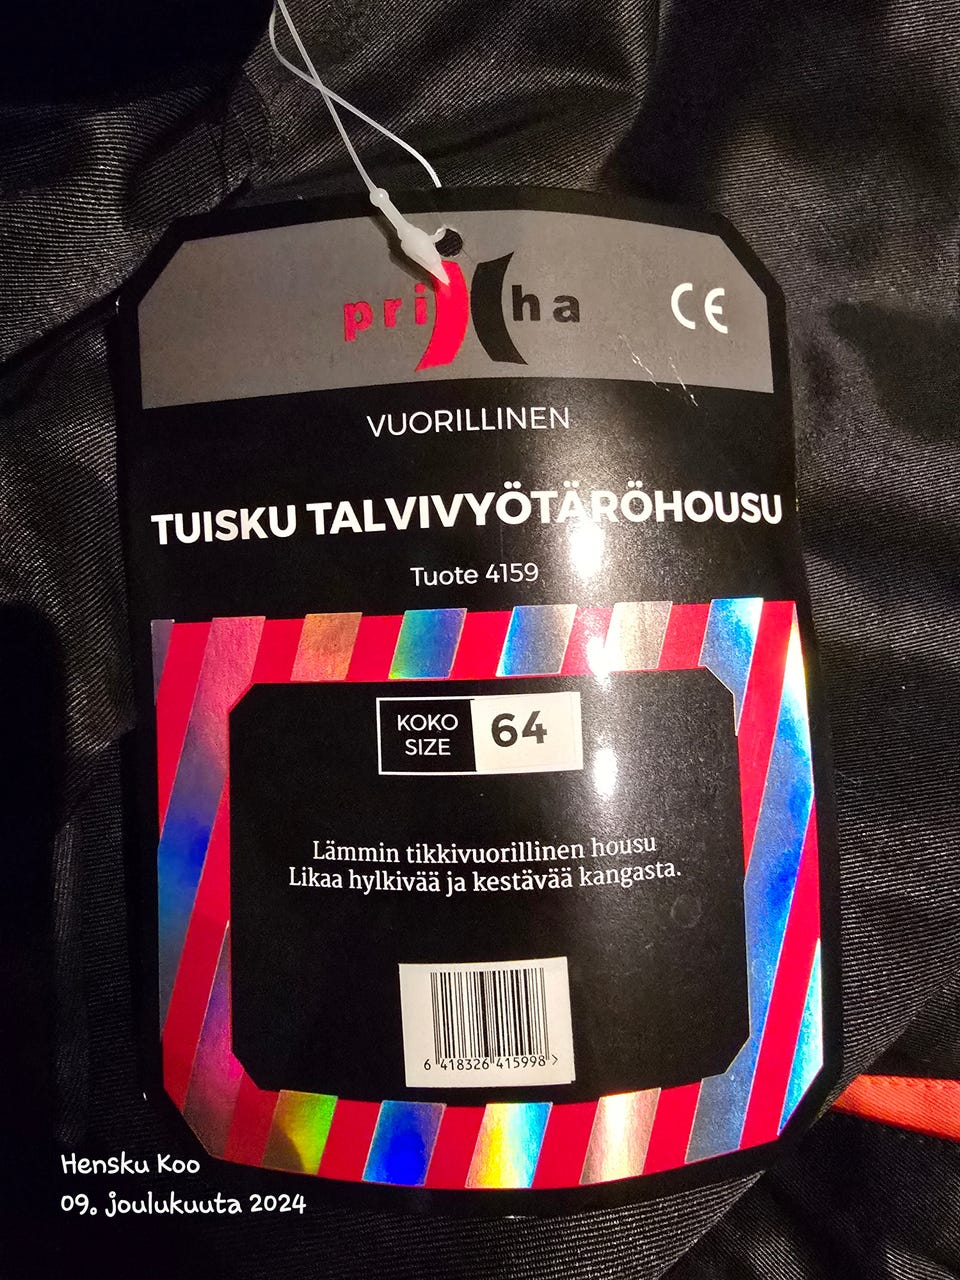 priha
CE
VUORILLINEN
TUISKU TALVIVYÖTÄRÖHOUSU
Tuote 4159
KOKO
SIZE
64
Lämmin tikkivuorillinen housu
Likaa hylkivää ja kestävää kangasta.
6 418326 415998 >
Hensku Koo
09. joulukuuta 2024